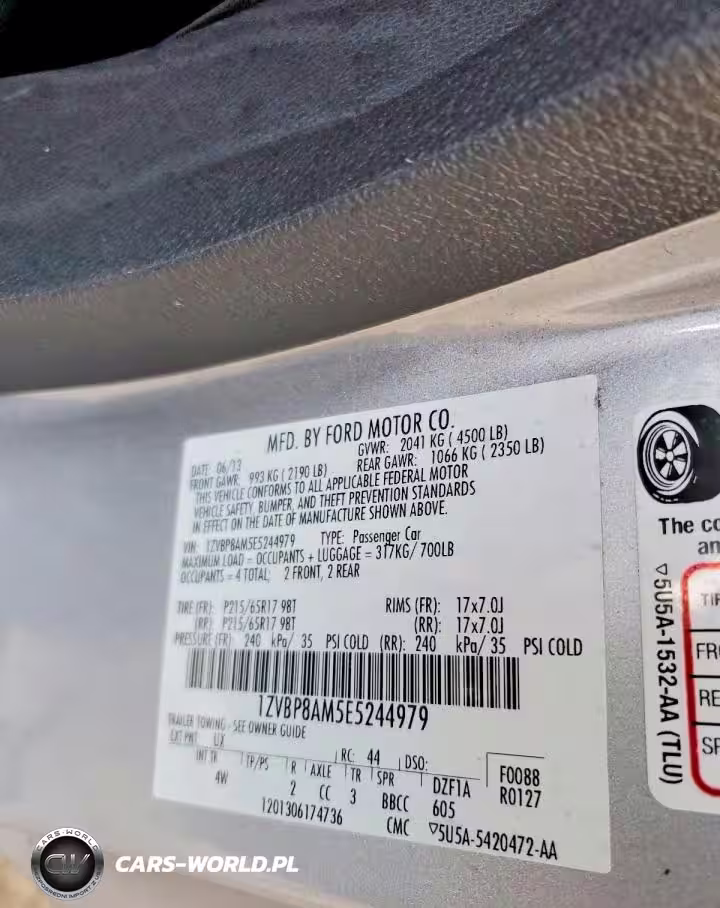 MFD. BY FORD MOTOR CO.
DATE: 06/13
GVWR: 2041 KG ( 4500 LB)
FRONT GAWR: 993 KG ( 2190 LB)
REAR GAWR: 1066 KG ( 2350 LB)
THIS VEHICLE CONFORMS TO ALL APPLICABLE FEDERAL MOTOR
VEHICLE SAFETY, BUMPER, AND THEFT PREVENTION STANDARDS
IN EFFECT ON THE DATE OF MANUFACTURE SHOWN ABOVE.
VIN: 1ZVBP8AM5E5244979 TYPE: Passenger Car
MAXIMUM LOAD = OCCUPANTS + LUGGAGE = 317KG/ 700LB
OCCUPANTS = 4 TOTAL; 2 FRONT, 2 REAR
TIRE (FR): P215/65R17 98T RIMS (FR): 17x7.0J
(RR): P215/65R17 98T (RR): 17x7.0J
PRESSURE (FR): 240 kPa/ 35 PSI COLD (RR): 240 kPa/ 35 PSI COLD
1ZVBP8AM5E5244979
TRAILER TOWING - SEE OWNER GUIDE
EXT PNT: UX RC: 44 DSO: F0088
INT TR TP/PS R AXLE TR SPR DZF1A R0127
4W 2 CC 3 BBCC 605
1201306174736 CMC ▽5U5A-5420472-AA
The co
an
▽5U5A-1532-AA (TLU)
TIR
FRO
RE
SP
CARS-WORLD
CW
CARS-WORLD.PL